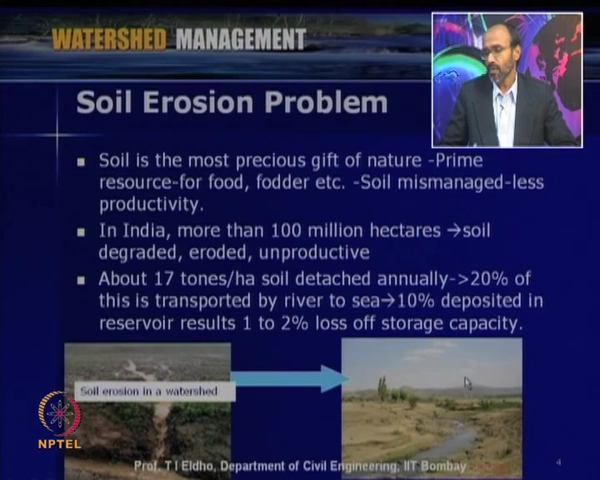 WATERSHED MANAGEMENT
Soil Erosion Problem
Soil is the most precious gift of nature -Prime
resource-for food, fodder etc. -Soil mismanaged-less
productivity.
In India, more than 100 million hectares →soil
degraded, eroded, unproductive
About 17 tones/ha soil detached annually->20% of
this is transported by river to sea→10% deposited in
reservoir results 1 to 2% loss off storage capacity.
Soil erosion in a watershed
NPTEL
Prof. T I Eldho, Department of Civil Engineering, IIT Bombay
4